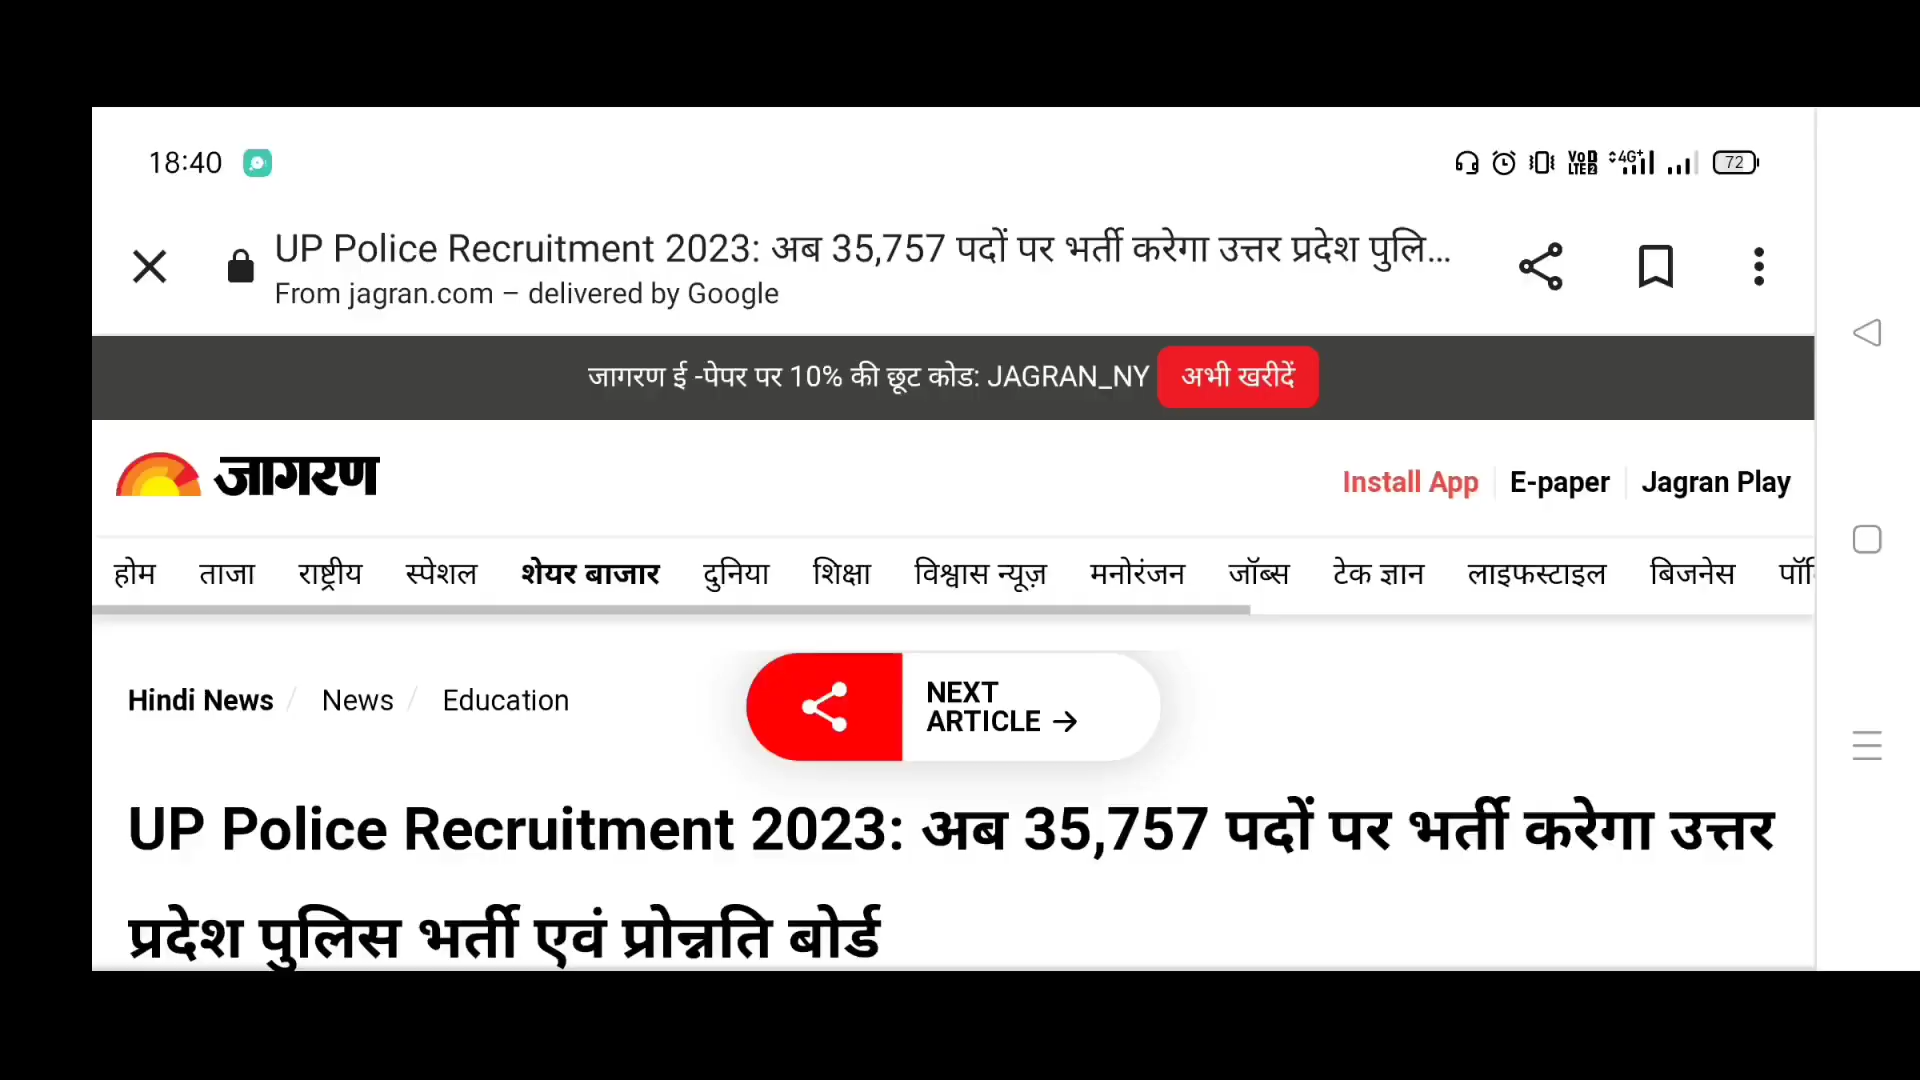 18:40
VoD LTE2 4G+ 72
UP Police Recruitment 2023: अब 35,757 पदों पर भर्ती करेगा उत्तर प्रदेश पुलि...
From jagran.com – delivered by Google
जागरण ई -पेपर पर 10% की छूट कोड: JAGRAN_NY अभी खरीदें
जागरण
Install App E-paper Jagran Play
होम ताजा राष्ट्रीय स्पेशल शेयर बाजार दुनिया शिक्षा विश्वास न्यूज़ मनोरंजन जॉब्स टेक ज्ञान लाइफस्टाइल बिजनेस
Hindi News / News / Education
NEXT
ARTICLE →
UP Police Recruitment 2023: अब 35,757 पदों पर भर्ती करेगा उत्तर
प्रदेश पुलिस भर्ती एवं प्रोन्नति बोर्ड